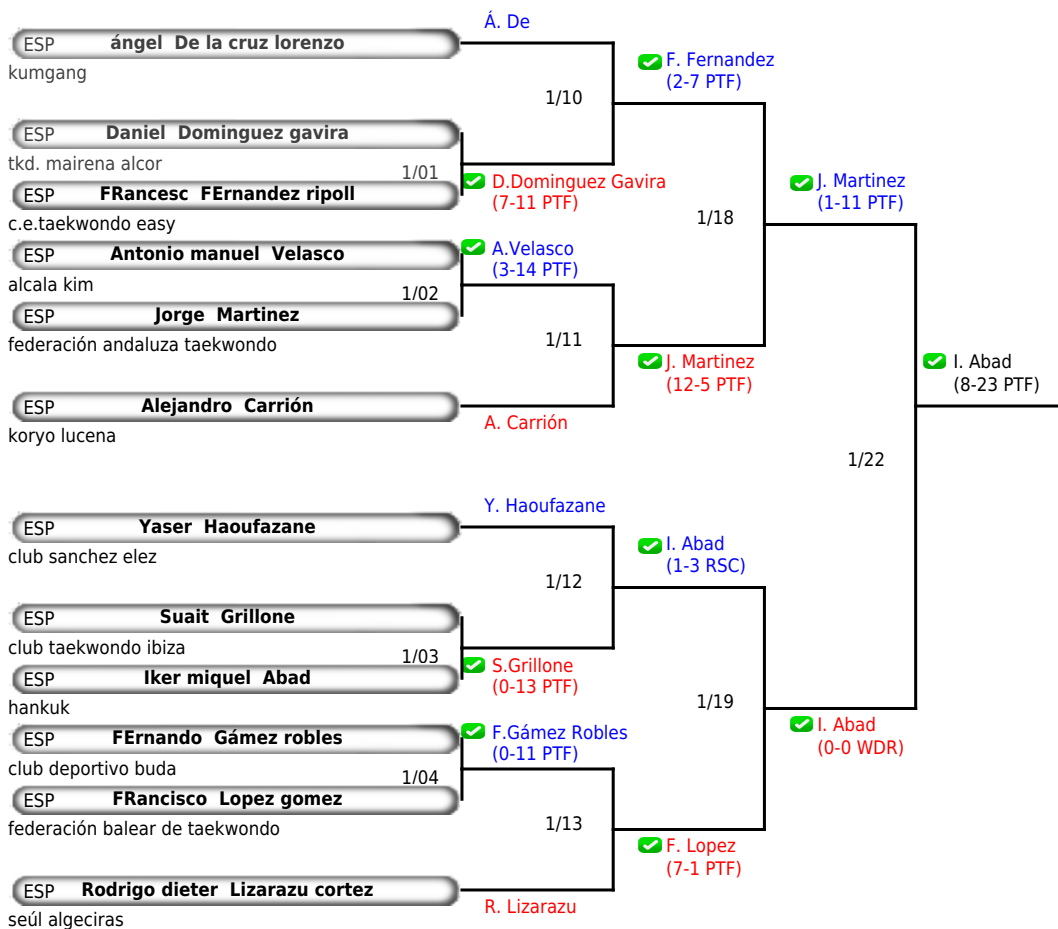 Á. De
ESP ángel De la cruz lorenzo
kumgang
F. Fernandez
(2-7 PTF)
1/10
ESP Daniel Dominguez gavira
tkd. mairena alcor
1/01
D.Dominguez Gavira
(7-11 PTF)
ESP FRancesc FErnandez ripoll
c.e.taekwondo easy
J. Martinez
(1-11 PTF)
1/18
ESP Antonio manuel Velasco
alcala kim
A.Velasco
(3-14 PTF)
1/02
ESP Jorge Martinez
federación andaluza taekwondo
1/11
J. Martinez
(12-5 PTF)
I. Abad
(8-23 PTF)
ESP Alejandro Carrión
koryo lucena
A. Carrión
1/22
Y. Haoufazane
ESP Yaser Haoufazane
club sanchez elez
I. Abad
(1-3 RSC)
1/12
ESP Suait Grillone
club taekwondo ibiza
1/03
S.Grillone
(0-13 PTF)
ESP Iker miquel Abad
hankuk
1/19
I. Abad
(0-0 WDR)
ESP FErnando Gámez robles
club deportivo buda
F.Gámez Robles
(0-11 PTF)
1/04
ESP FRancisco Lopez gomez
federación balear de taekwondo
1/13
F. Lopez
(7-1 PTF)
ESP Rodrigo dieter Lizarazu cortez
seúl algeciras
R. Lizarazu